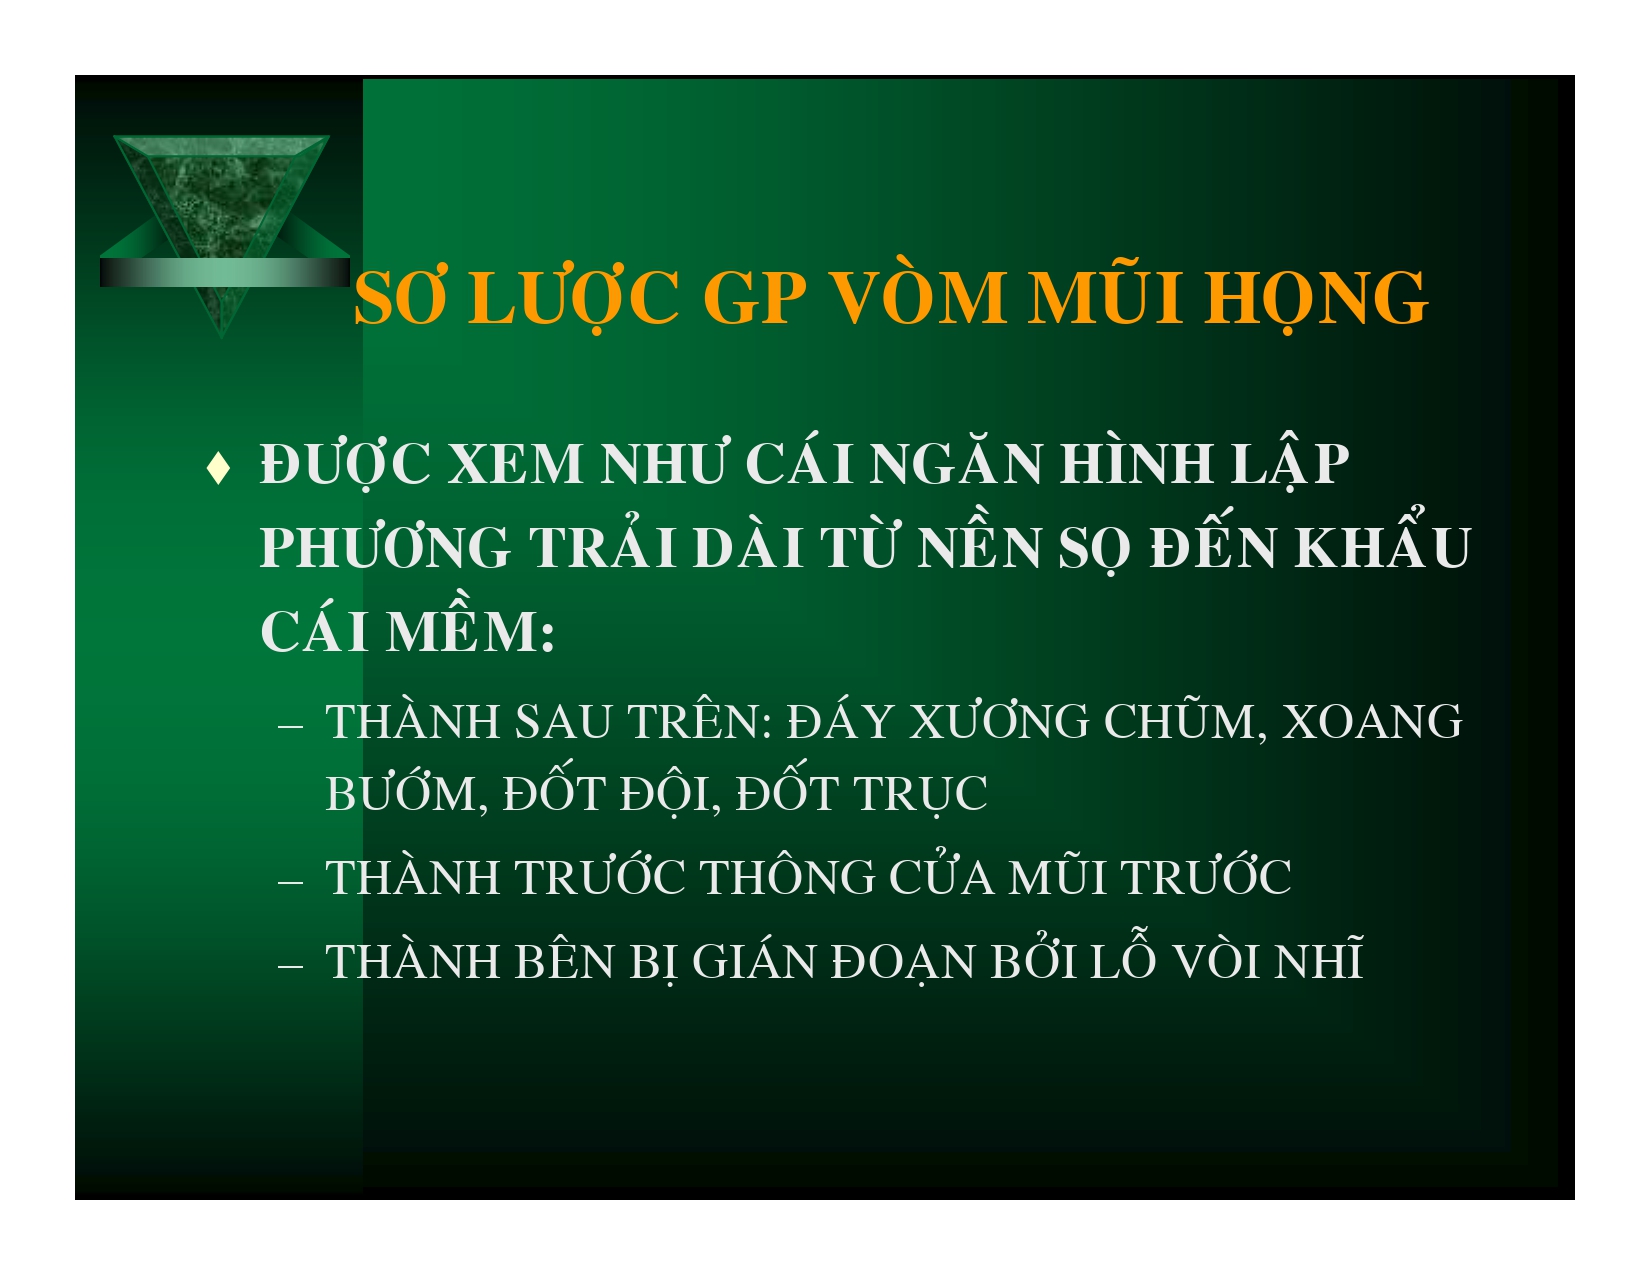 SƠ LƯỢC GP VÒM MŨI HỌNG
♦ ĐƯỢC XEM NHƯ CÁI NGĂN HÌNH LẬP
PHƯƠNG TRẢI DÀI TỪ NỀN SỌ ĐẾN KHẨU
CÁI MỀM:
– THÀNH SAU TRÊN: ĐÁY XƯƠNG CHŨM, XOANG
BƯỚM, ĐỐT ĐỘI, ĐỐT TRỤC
– THÀNH TRƯỚC THÔNG CỬA MŨI TRƯỚC
– THÀNH BÊN BỊ GIÁN ĐOẠN BỞI LỖ VÒI NHĨ